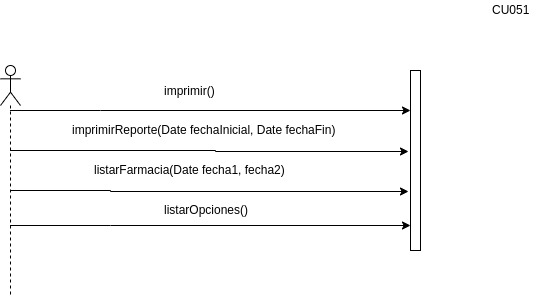 CU051
imprimir()
imprimirReporte(Date fechaInicial, Date fechaFin)
listarFarmacia(Date fecha1, fecha2)
listarOpciones()